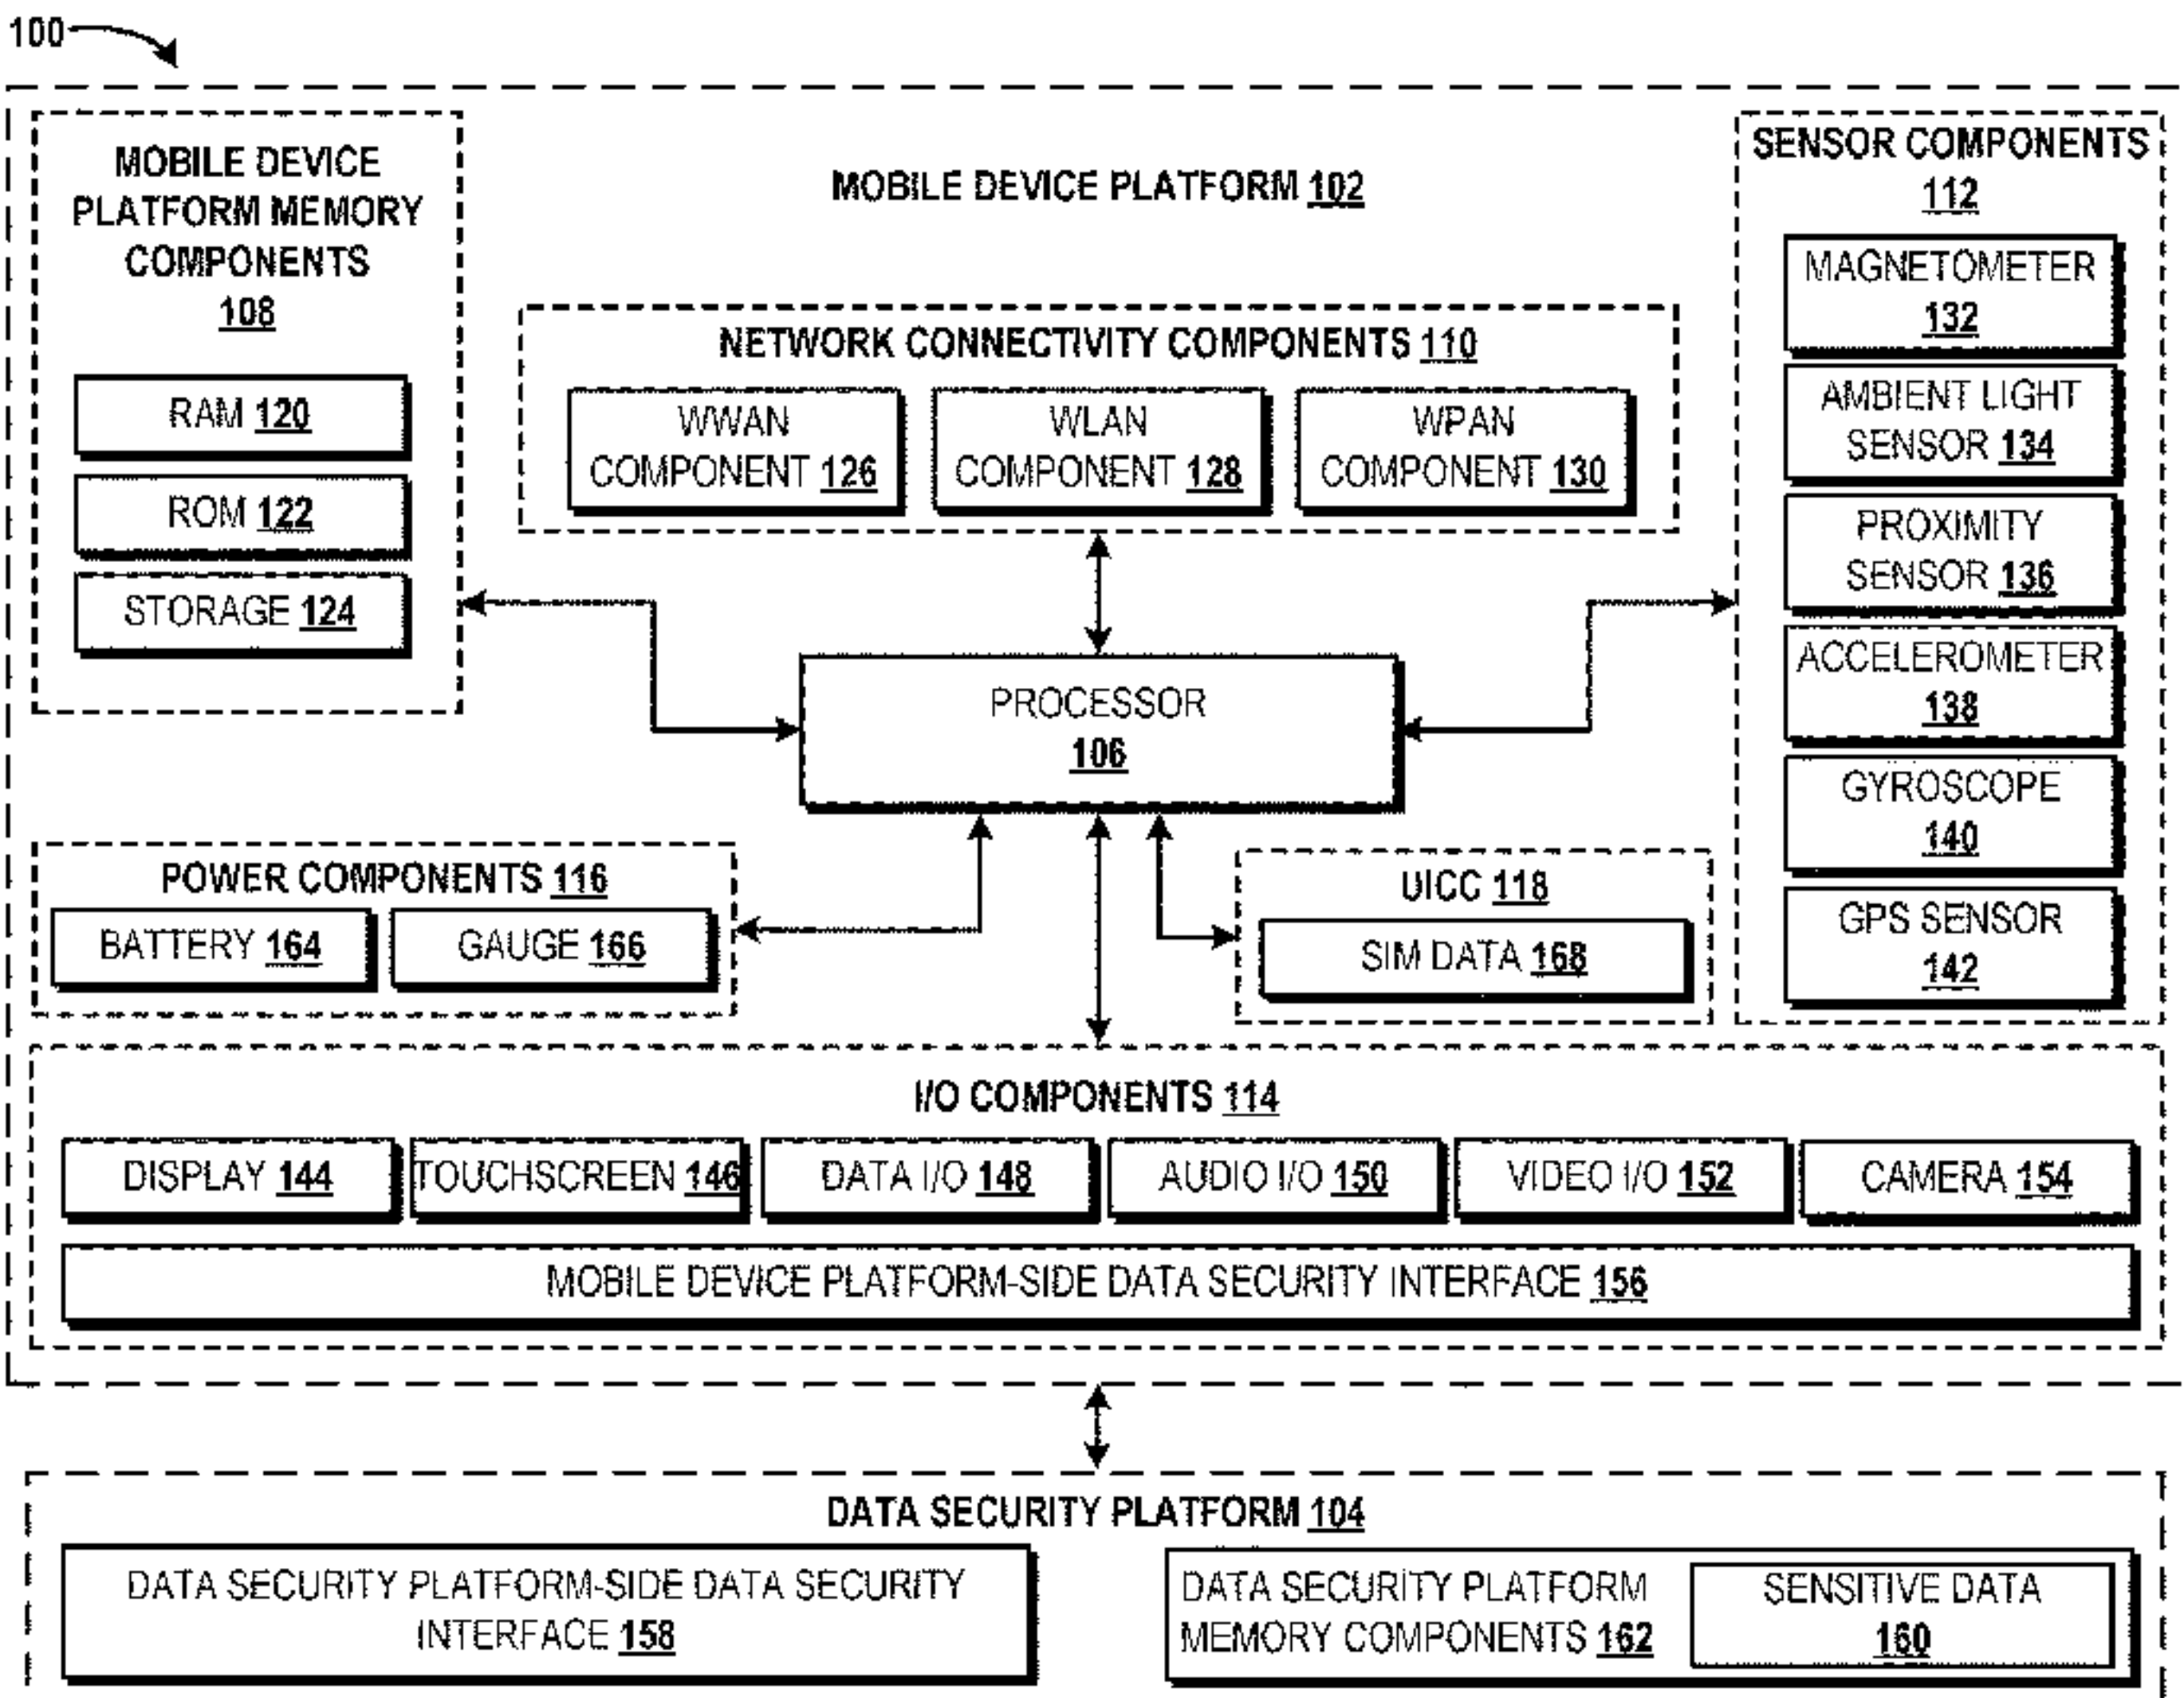 100
MOBILE DEVICE
PLATFORM MEMORY
COMPONENTS
108
RAM 120
ROM 122
STORAGE 124
MOBILE DEVICE PLATFORM 102
NETWORK CONNECTIVITY COMPONENTS 110
WWAN
COMPONENT 126
WLAN
COMPONENT 128
WPAN
COMPONENT 130
SENSOR COMPONENTS
112
MAGNETOMETER
132
AMBIENT LIGHT
SENSOR 134
PROXIMITY
SENSOR 136
ACCELEROMETER
138
GYROSCOPE
140
GPS SENSOR
142
PROCESSOR
106
POWER COMPONENTS 116
BATTERY 164
GAUGE 166
UICC 118
SIM DATA 168
I/O COMPONENTS 114
DISPLAY 144
TOUCHSCREEN 146
DATA I/O 148
AUDIO I/O 150
VIDEO I/O 152
CAMERA 154
MOBILE DEVICE PLATFORM-SIDE DATA SECURITY INTERFACE 156
DATA SECURITY PLATFORM 104
DATA SECURITY PLATFORM-SIDE DATA SECURITY
INTERFACE 158
DATA SECURITY PLATFORM
MEMORY COMPONENTS 162
SENSITIVE DATA
160